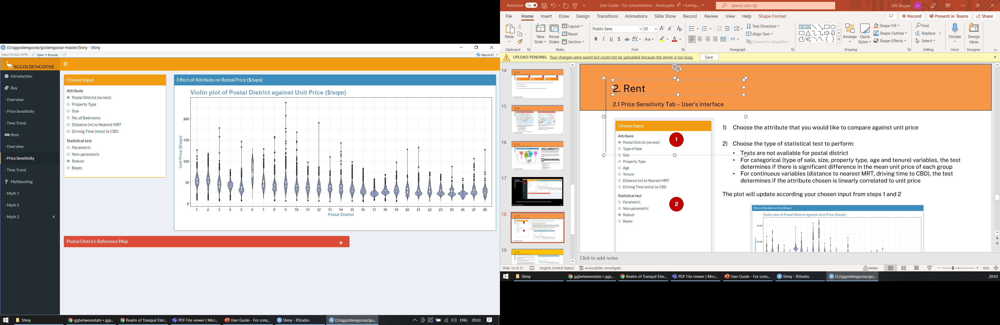 D:/sggoldengoose/goldengoose-master/Shiny - Shiny
http://127.0.0.1:3776 Open in Browser Republish
SGGOLDENGOOSE
Introduction
Buy
- Overview
- Price Sensitivity
- Time Trend
Rent
- Overview
- Price Sensitivity
- Time Trend
? Mythbusting
- Myth 1
- Myth 2
- Myth 3
Choose Input
Attribute
Postal District (no test)
Property Type
Size
No. of Bedrooms
Distance (m) to Nearest MRT
Driving Time (mins) to CBD
Statistical test
Parametric
Non-parametric
Robust
Bayes
Effect of Attribute on Rental Price ($/sqm)
Violin plot of Postal District against Unit Price ($/sqm)
Unit Price ($/sqm)
200
150
100
50
0
1 2 3 4 5 6 7 8 9 10 11 12 13 14 15 16 17 18 19 20 21 22 23 25 26 27 28
Postal District
Postal District Reference Map +
Shiny ggbetweenstats • ggs... Realm of Tranquil Eter... PDF File viewer | Micr... User Guide - For cons... Shiny - RStudio D:/sggoldengoose/go... ENG 20:43
AutoSave On User Guide - For consolidation - Annie.pptx • Saving... Search (Alt+Q) LIN Shuyan LS
File Home Insert Draw Design Transitions Animations Slide Show Record Review View Help Shape Format Record Present in Teams Share
Paste
New Slide
Reuse Slides
Layout
Reset
Section
Public Sans 35
B I U S ab AV Aa A
Text Direction
Align Text
Convert to SmartArt
Arrange
Quick Styles
Shape Fill
Shape Outline
Shape Effects
Find
Replace
Select
Dictate
Design Ideas
Clipboard Slides Font Paragraph Drawing Editing Voice Designer
UPLOAD PENDING Your changes were saved but could not be uploaded because the server is too busy. Save
14
15
16
17
18
19
2. Rent
2.1 Price Sensitivity Tab – User's interface
Choose Input
Attribute
Postal District (no test)
Type of Sale
Size
Property Type
Age
Tenure
Distance (m) to Nearest MRT
Driving Time (mins) to CBD
Statistical test
Parametric
Non-parametric
Robust
Bayes
1
2
1) Choose the attribute that you would like to compare against unit price
2) Choose the type of statistical test to perform:
• Tests are not available for postal district
• For categorical (type of sale, size, property type, age and tenure) variables, the test
determines if there is significant difference in the mean unit price of each group
• For continuous variables (distance to nearest MRT, driving time to CBD), the test
determines if the attribute chosen is linearly correlated to unit price
The plot will update according your chosen input from steps 1 and 2
Effect of Attribute on Price ($/sqm)
Violin plot of Postal District against Unit Price ($/sqm)
60,000
40,000
Click to add notes
Slide 18 of 21 English (United States) Accessibility: Investigate Notes 66%
Shiny ggbetweenstats • ggs... Realm of Tranquil Eter... PDF File viewer | Micr... User Guide - For cons... Shiny - RStudio D:/sggoldengoose/go... 20:43